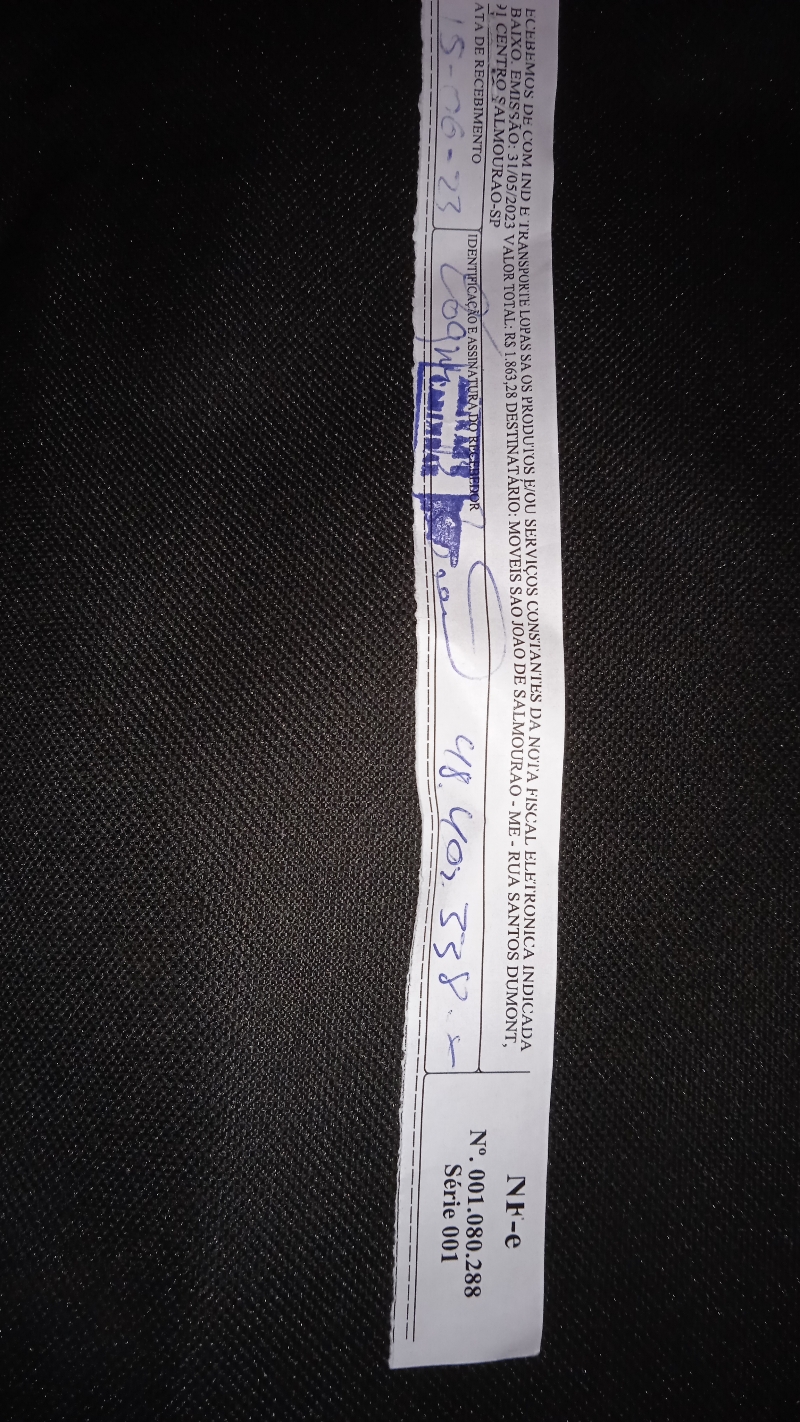 ECEBEMOS DE COM IND E TRANSPORTE LOPAS SA OS PRODUTOS E/OU SERVIÇOS CONSTANTES DA NOTA FISCAL ELETRONICA INDICADA
BAIXO. EMISSÃO: 31/05/2023 VALOR TOTAL: R$ 1.863,28 DESTINATÁRIO: MOVEIS SAO JOAO DE SALMOURAO - ME - RUA SANTOS DUMONT,
01 CENTRO SALMOURAO-SP
NF-e
Nº. 001.080.288
Série 001
ATA DE RECEBIMENTO
15-06-23
IDENTIFICAÇÃO E ASSINATURA DO RECEBEDOR
48.402.338.x